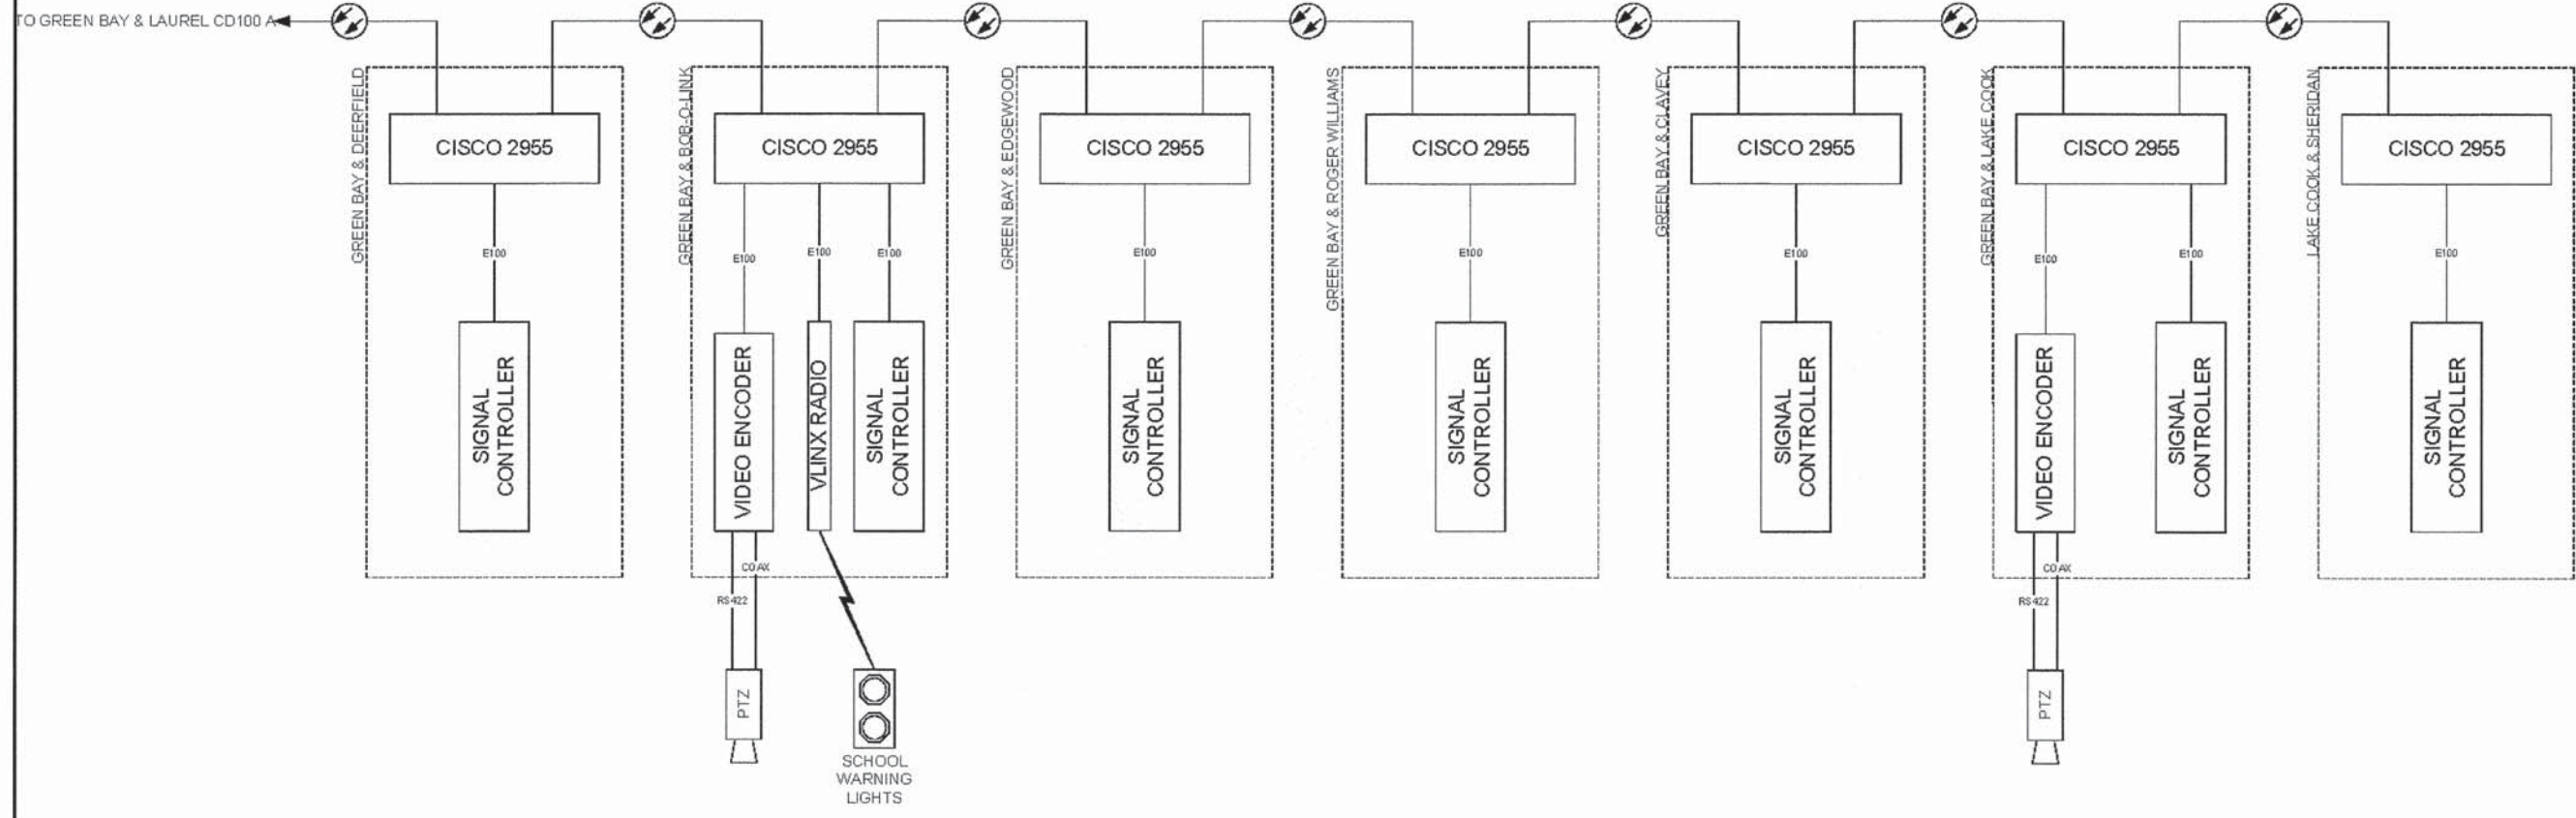 TO GREEN BAY & LAUREL CD100 A
GREEN BAY & DEERFIELD
CISCO 2955
E100
SIGNAL
CONTROLLER
GREEN BAY & BOB-O-LINK
CISCO 2955
E100
E100
E100
VIDEO ENCODER
VLINX RADIO
SIGNAL
CONTROLLER
COAX
RS422
PTZ
SCHOOL
WARNING
LIGHTS
GREEN BAY & EDGEWOOD
CISCO 2955
E100
SIGNAL
CONTROLLER
GREEN BAY & ROGER WILLIAMS
CISCO 2955
E100
SIGNAL
CONTROLLER
GREEN BAY & CLAVEY
CISCO 2955
E100
SIGNAL
CONTROLLER
GREEN BAY & LAKE COOK
CISCO 2955
E100
E100
VIDEO ENCODER
SIGNAL
CONTROLLER
COAX
RS422
PTZ
LAKE COOK & SHERIDAN
CISCO 2955
E100
SIGNAL
CONTROLLER